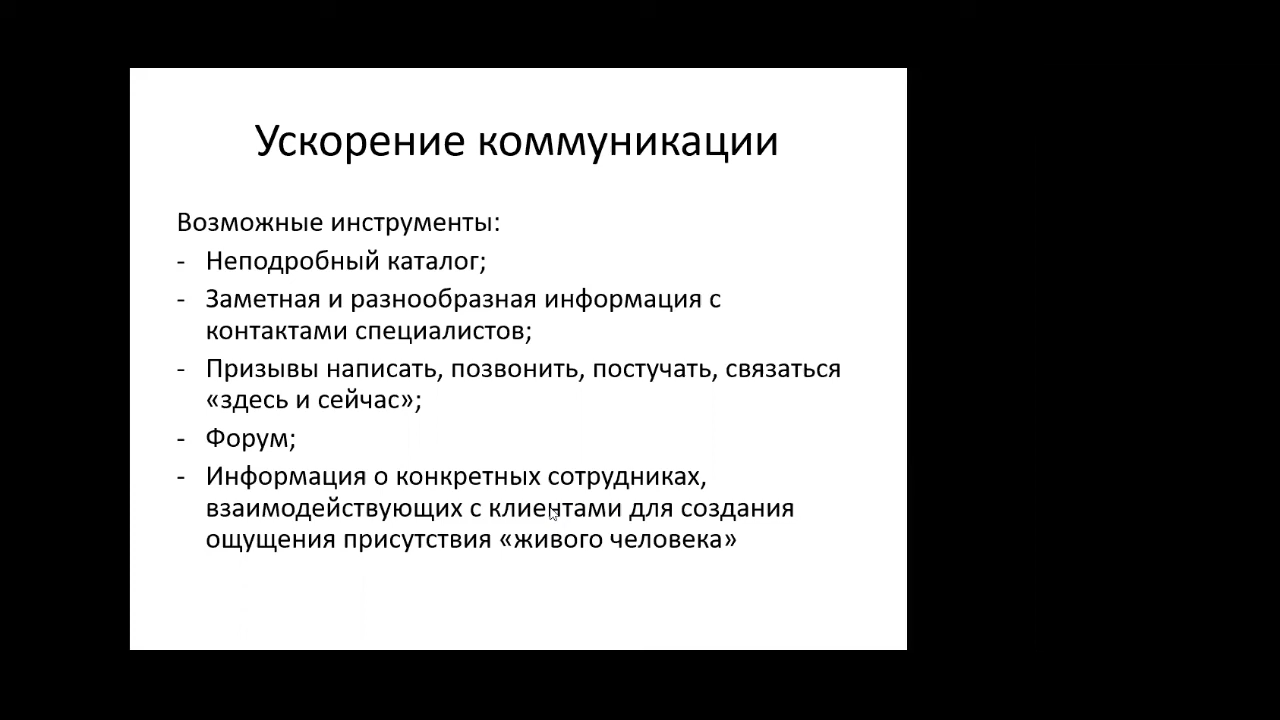 Ускорение коммуникации
Возможные инструменты:
- Неподробный каталог;
- Заметная и разнообразная информация с
контактами специалистов;
- Призывы написать, позвонить, постучать, связаться
«здесь и сейчас»;
- Форум;
- Информация о конкретных сотрудниках,
взаимодействующих с клиентами для создания
ощущения присутствия «живого человека»